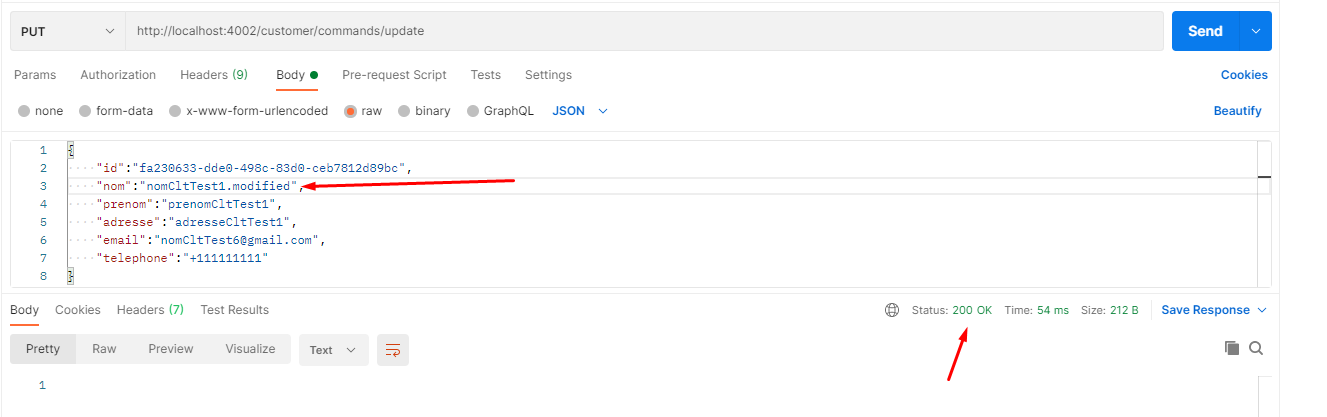 PUT http://localhost:4002/customer/commands/update Send
Params Authorization Headers (9) Body Pre-request Script Tests Settings Cookies
none form-data x-www-form-urlencoded raw binary GraphQL JSON Beautify
1 {
2 "id":"fa230633-dde0-498c-83d0-ceb7812d89bc",
3 "nom":"nomCltTest1.modified",
4 "prenom":"prenomCltTest1",
5 "adresse":"adresseCltTest1",
6 "email":"nomCltTest6@gmail.com",
7 "telephone":"+111111111"
8 }
Body Cookies Headers (7) Test Results Status: 200 OK Time: 54 ms Size: 212 B Save Response
Pretty Raw Preview Visualize Text
1